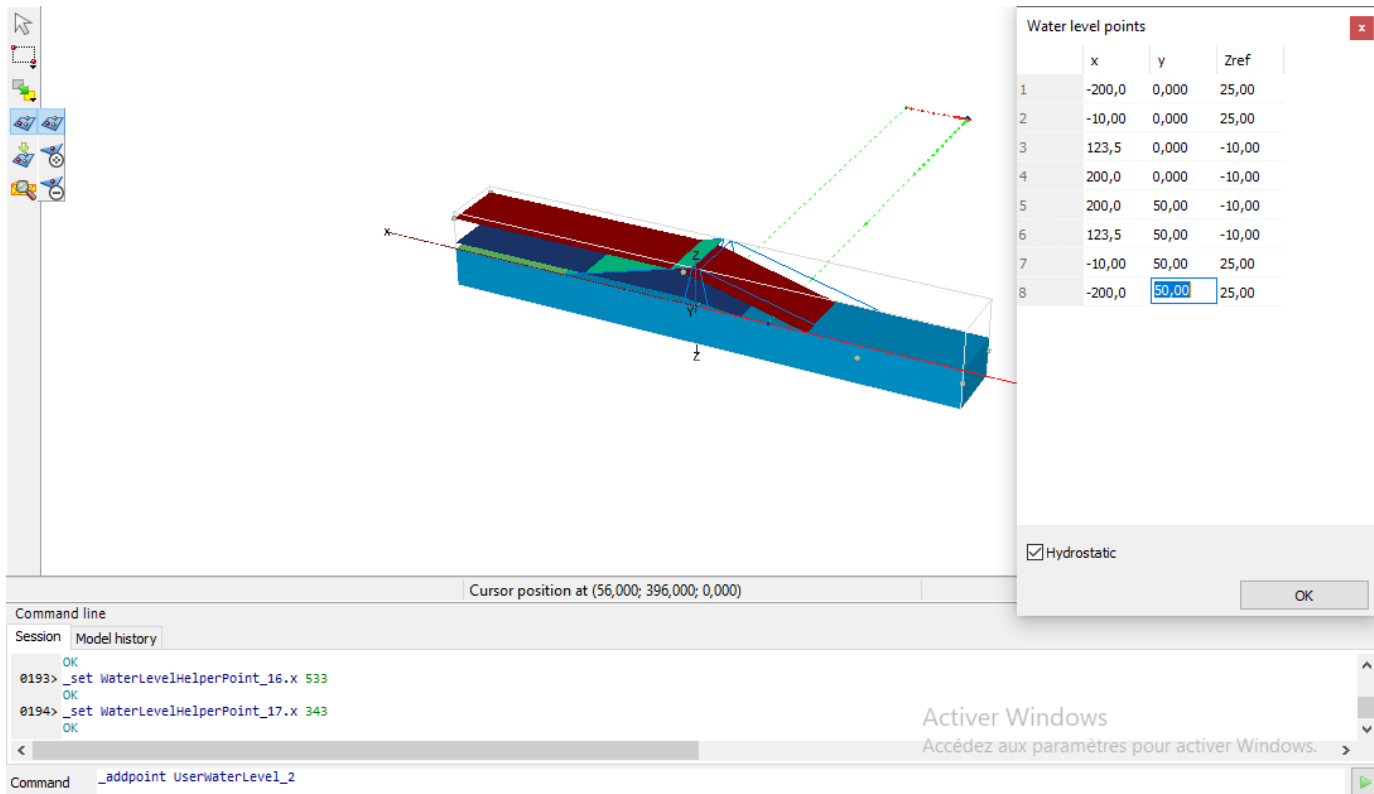 Water level points
x y Zref
1 -200,0 0,000 25,00
2 -10,00 0,000 25,00
3 123,5 0,000 -10,00
4 200,0 0,000 -10,00
5 200,0 50,00 -10,00
6 123,5 50,00 -10,00
7 -10,00 50,00 25,00
8 -200,0 50,00 25,00
Hydrostatic
OK
x
Z
Y
Z
Cursor position at (56,000; 396,000; 0,000)
Command line
Session Model history
OK
0193> _set WaterLevelHelperPoint_16.x 533
OK
0194> _set WaterLevelHelperPoint_17.x 343
OK
Activer Windows
Accédez aux paramètres pour activer Windows.
Command _addpoint UserWaterLevel_2